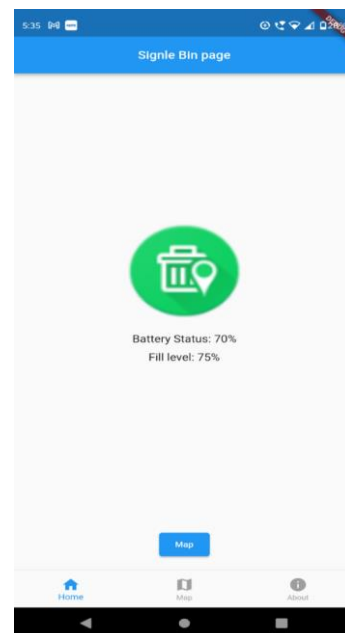 5:35
Signle Bin page
Battery Status: 70%
Fill level: 75%
Map
Home
Map
About